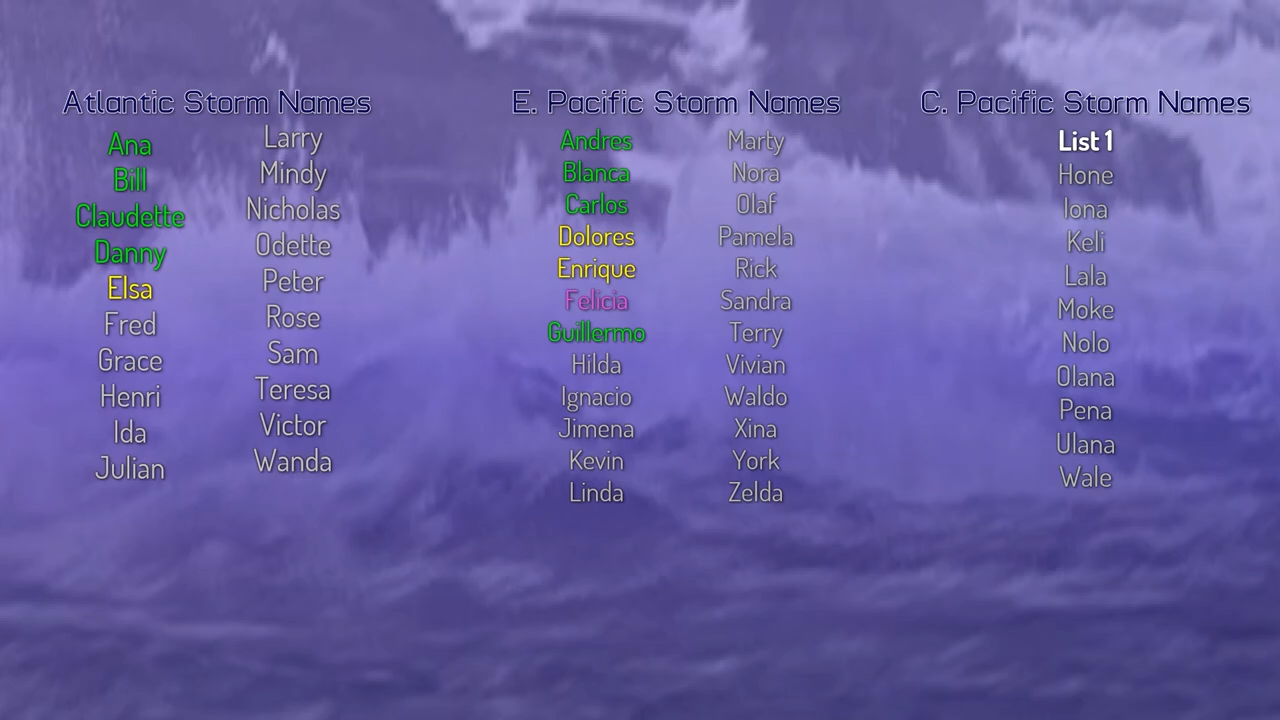 Atlantic Storm Names
Ana
Bill
Claudette
Danny
Elsa
Fred
Grace
Henri
Ida
Julian
Larry
Mindy
Nicholas
Odette
Peter
Rose
Sam
Teresa
Victor
Wanda
E. Pacific Storm Names
Andres
Blanca
Carlos
Dolores
Enrique
Felicia
Guillermo
Hilda
Ignacio
Jimena
Kevin
Linda
Marty
Nora
Olaf
Pamela
Rick
Sandra
Terry
Vivian
Waldo
Xina
York
Zelda
C. Pacific Storm Names
List 1
Hone
Iona
Keli
Lala
Moke
Nolo
Olana
Pena
Ulana
Wale